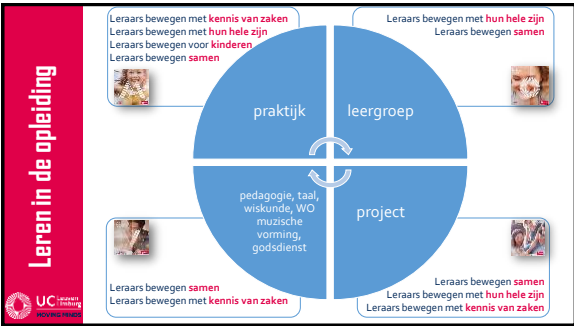 Leren in de opleiding
Leraars bewegen met kennis van zaken
Leraars bewegen met hun hele zijn
Leraars bewegen voor kinderen
Leraars bewegen samen
Leraars bewegen met hun hele zijn
Leraars bewegen samen
praktijk
leergroep
pedagogie, taal,
wiskunde, WO
muzische
vorming,
godsdienst
project
Leraars bewegen samen
Leraars bewegen met kennis van zaken
Leraars bewegen samen
Leraars bewegen met hun hele zijn
Leraars bewegen met kennis van zaken
UC Leuven
Limburg
MOVING MINDS